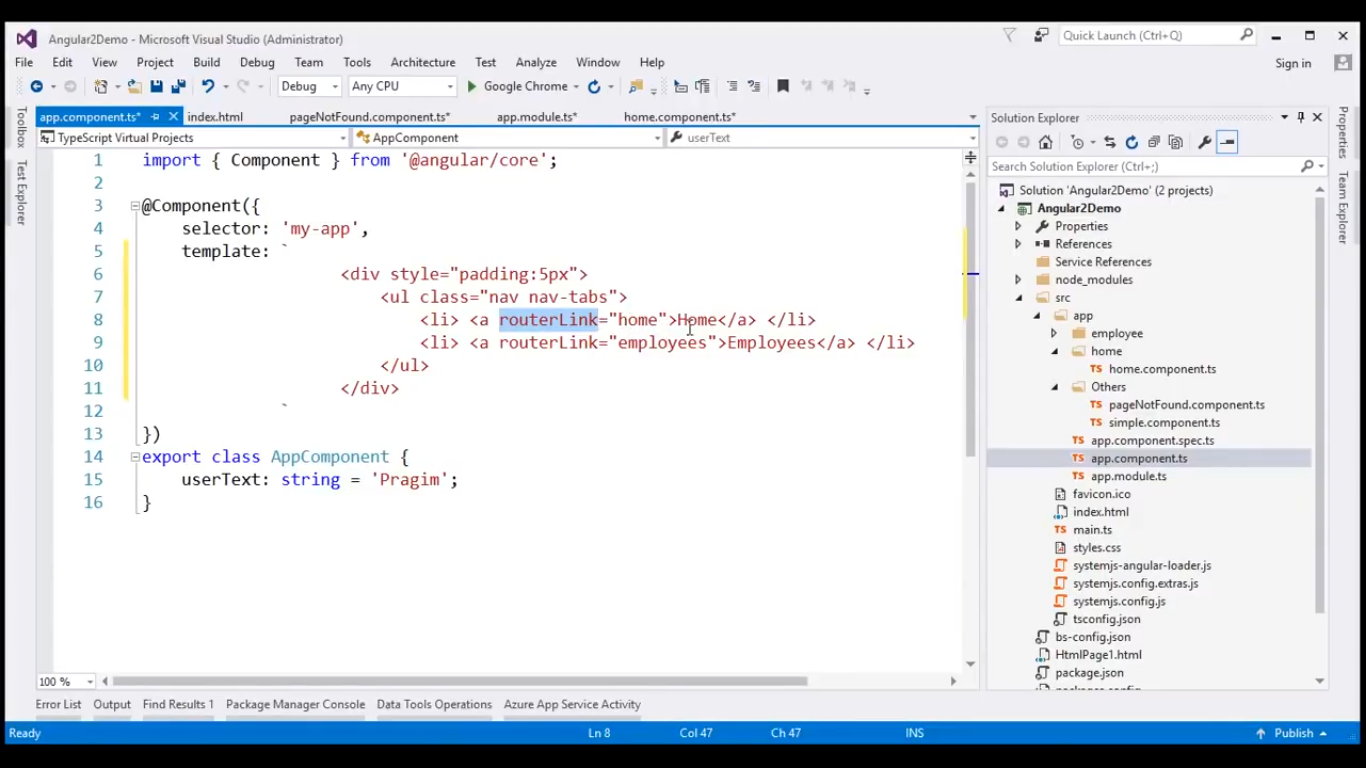 Angular2Demo - Microsoft Visual Studio (Administrator)
Quick Launch (Ctrl+Q)
File Edit View Project Build Debug Team Tools Architecture Test Analyze Window Help
Sign in
Debug Any CPU Google Chrome
Toolbox
Test Explorer
app.component.ts* index.html pageNotFound.component.ts* app.module.ts* home.component.ts*
TypeScript Virtual Projects AppComponent userText
1 import { Component } from '@angular/core';
2
3 @Component({
4 selector: 'my-app',
5 template: `
6 <div style="padding:5px">
7 <ul class="nav nav-tabs">
8 <li> <a routerLink="home">Home</a> </li>
9 <li> <a routerLink="employees">Employees</a> </li>
10 </ul>
11 </div>
12 `
13 })
14 export class AppComponent {
15 userText: string = 'Pragim';
16 }
100 %
Solution Explorer
Search Solution Explorer (Ctrl+;)
Solution 'Angular2Demo' (2 projects)
Angular2Demo
Properties
References
Service References
node_modules
src
app
employee
home
TS home.component.ts
Others
TS pageNotFound.component.ts
TS simple.component.ts
TS app.component.spec.ts
TS app.component.ts
TS app.module.ts
favicon.ico
index.html
TS main.ts
styles.css
systemjs-angular-loader.js
systemjs.config.extras.js
systemjs.config.js
tsconfig.json
bs-config.json
HtmlPage1.html
package.json
Properties
Team Explorer
Error List Output Find Results 1 Package Manager Console Data Tools Operations Azure App Service Activity
Ready Ln 8 Col 47 Ch 47 INS Publish